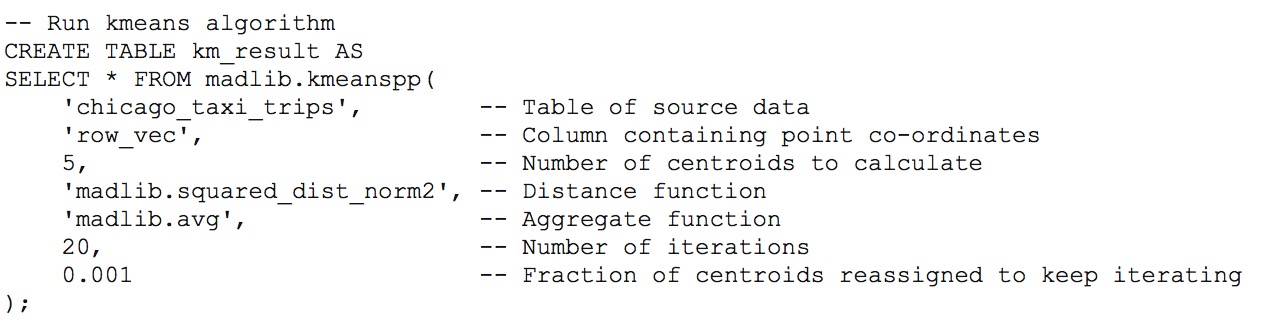 -- Run kmeans algorithm
CREATE TABLE km_result AS
SELECT * FROM madlib.kmeanspp(
    'chicago_taxi_trips',        -- Table of source data
    'row_vec',                   -- Column containing point co-ordinates
    5,                           -- Number of centroids to calculate
    'madlib.squared_dist_norm2', -- Distance function
    'madlib.avg',                -- Aggregate function
    20,                          -- Number of iterations
    0.001                        -- Fraction of centroids reassigned to keep iterating
);